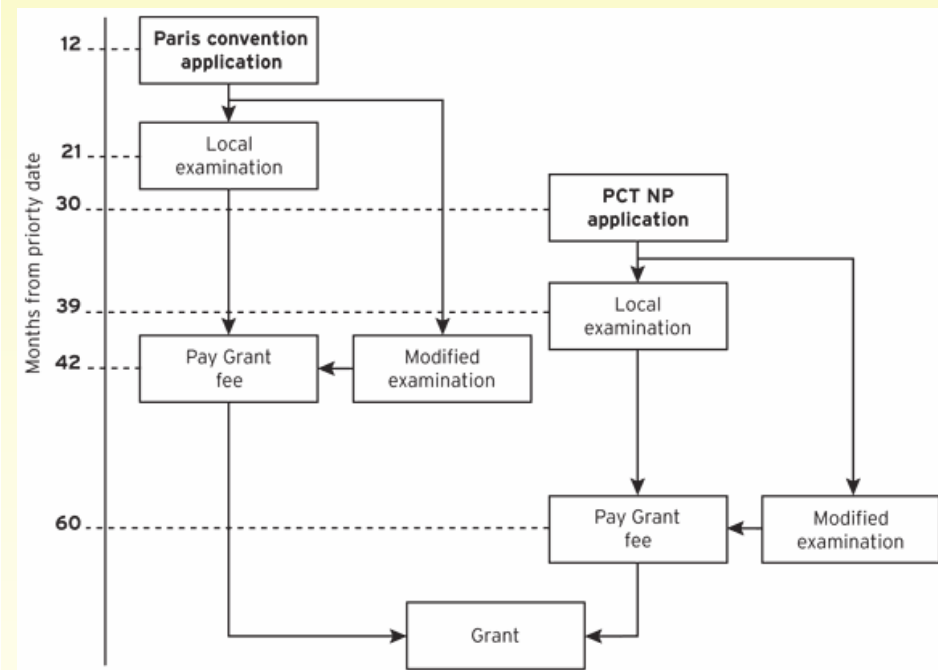 Months from priorty date
12
Paris convention
application
21
Local
examination
30
PCT NP
application
39
Local
examination
42
Pay Grant
fee
Modified
examination
60
Pay Grant
fee
Modified
examination
Grant